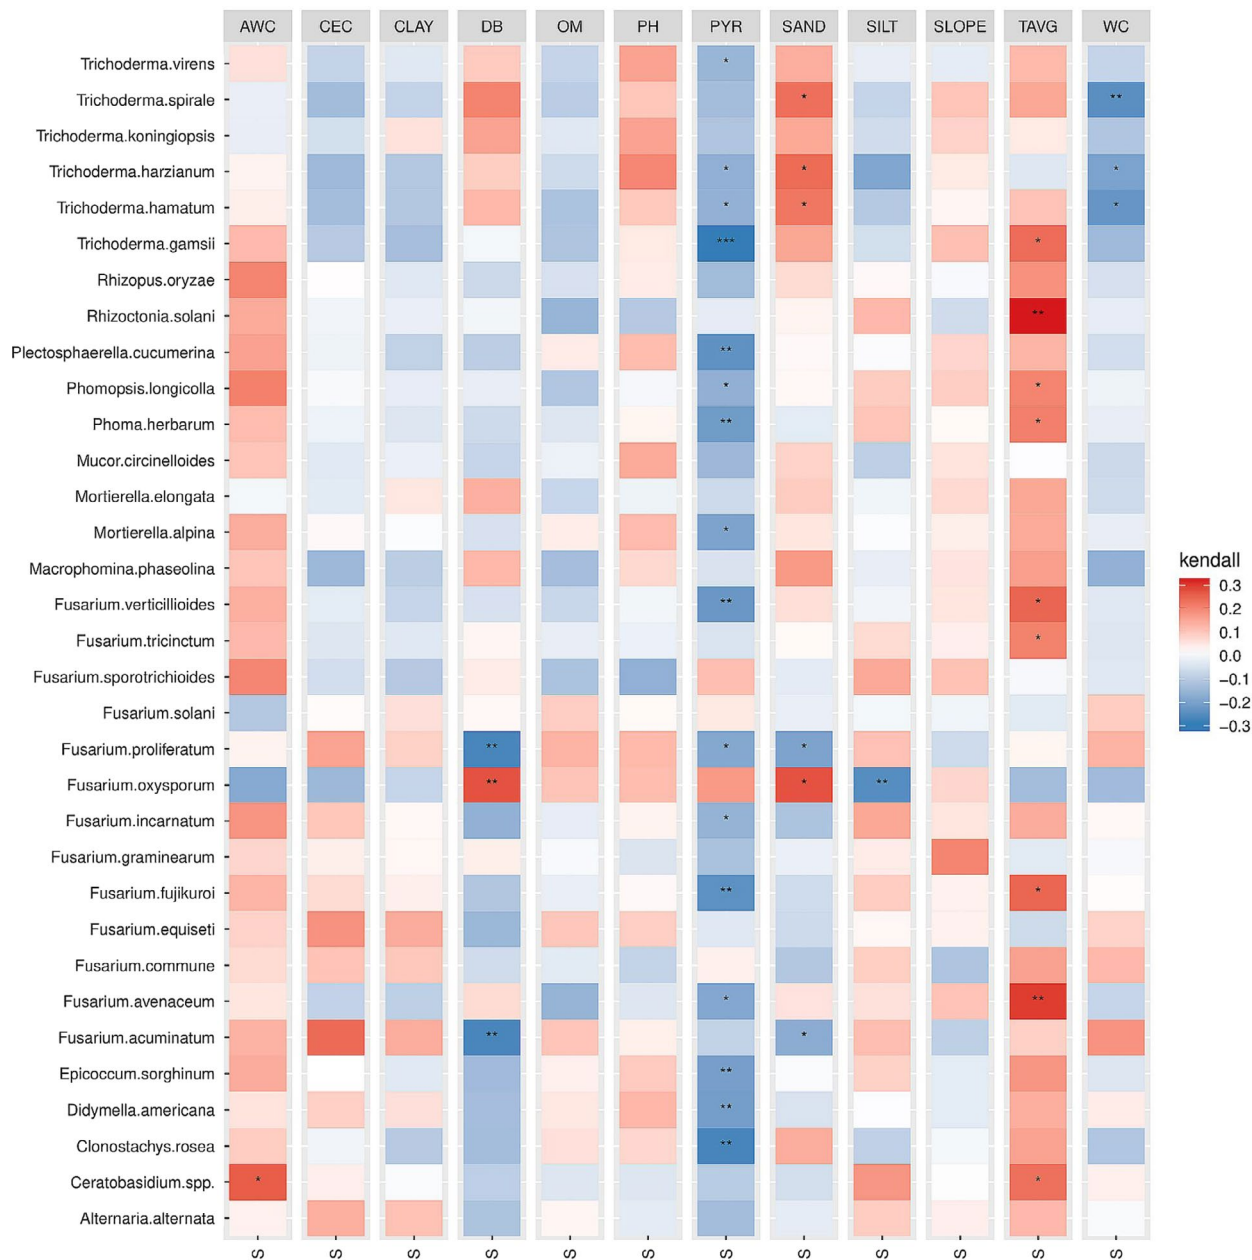 AWC CEC CLAY DB OM PH PYR SAND SILT SLOPE TAVG WC
Trichoderma.virens *
Trichoderma.spirale * **
Trichoderma.koningiopsis
Trichoderma.harzianum * * *
Trichoderma.hamatum * * *
Trichoderma.gamsii *** *
Rhizopus.oryzae
Rhizoctonia.solani **
Plectosphaerella.cucumerina **
Phomopsis.longicolla * *
Phoma.herbarum ** *
Mucor.circinelloides
Mortierella.elongata
Mortierella.alpina *
Macrophomina.phaseolina
Fusarium.verticillioides ** *
Fusarium.tricinctum *
Fusarium.sporotrichioides
Fusarium.solani
Fusarium.proliferatum ** * *
Fusarium.oxysporum ** * **
Fusarium.incarnatum *
Fusarium.graminearum
Fusarium.fujikuroi ** *
Fusarium.equiseti
Fusarium.commune
Fusarium.avenaceum * **
Fusarium.acuminatum ** *
Epicoccum.sorghinum **
Didymella.americana **
Clonostachys.rosea **
Ceratobasidium.spp. * *
Alternaria.alternata
S S S S S S S S S S S S
kendall
0.3
0.2
0.1
0.0
−0.1
−0.2
−0.3